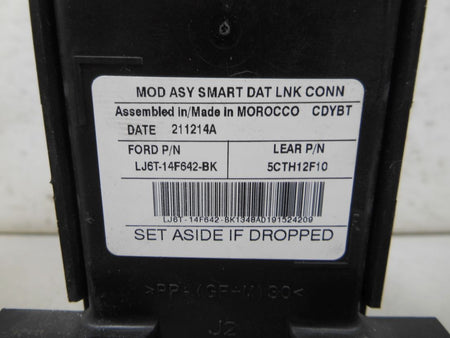 MOD ASY SMART DAT LNK CONN
Assembled in/Made in MOROCCO CDYBT
DATE 211214A
FORD P/N LEAR P/N
LJ6T-14F642-BK 5CTH12F10
LJ6T-14F642-BK1348AD191524209
SET ASIDE IF DROPPED
J2